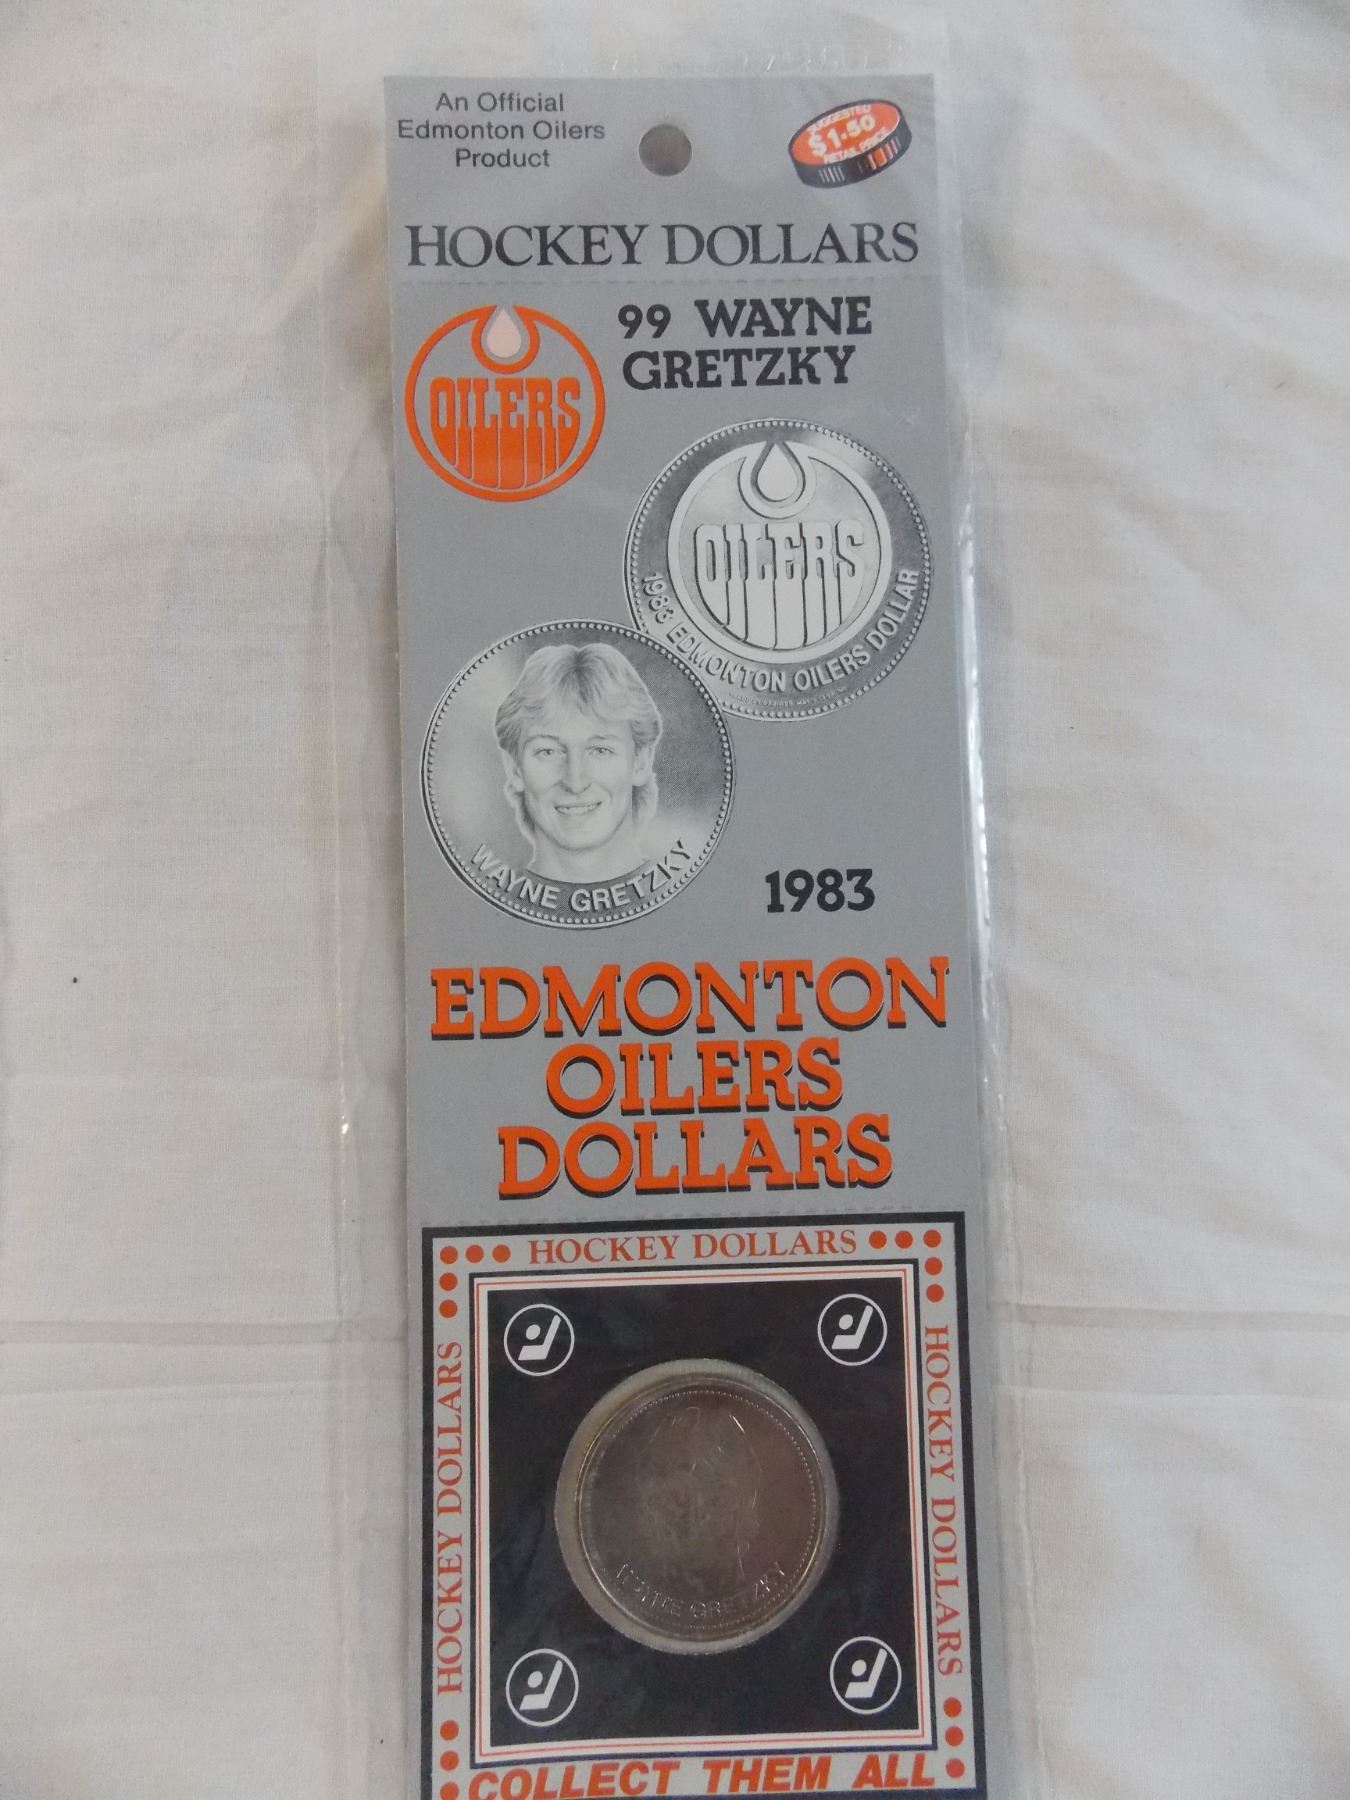 An Official
Edmonton Oilers
Product
SUGGESTED
$1.50
RETAIL PRICE
HOCKEY DOLLARS
OILERS
99 WAYNE
GRETZKY
OILERS
1983 EDMONTON OILERS DOLLAR
WAYNE GRETZKY
1983
EDMONTON
OILERS
DOLLARS
HOCKEY DOLLARS
HOCKEY DOLLARS
HOCKEY DOLLARS
WAYNE GRETZKY
COLLECT THEM ALL